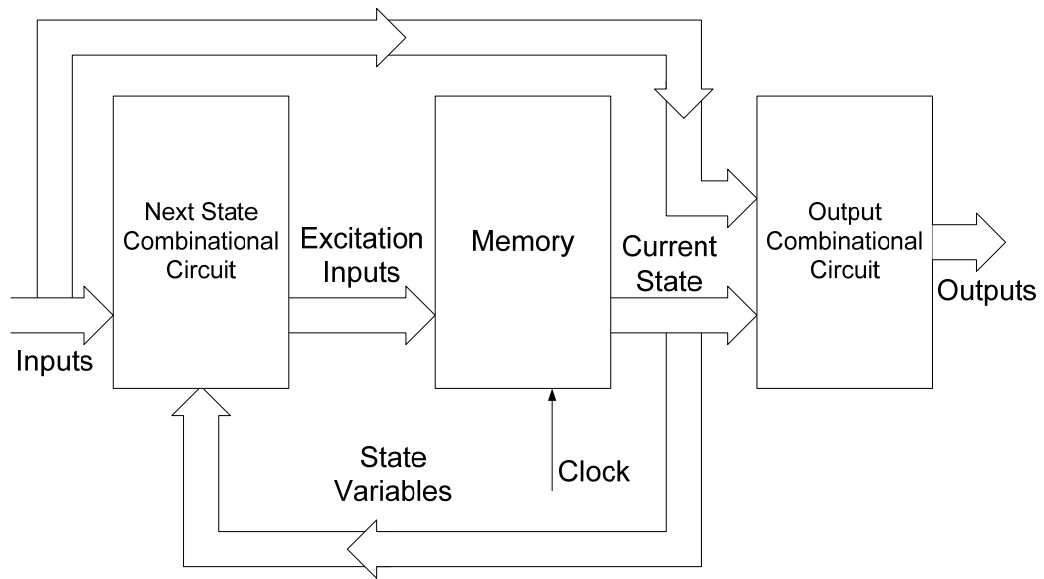 Next State
Combinational
Circuit
Excitation
Inputs
Memory
Current
State
Output
Combinational
Circuit
Outputs
Inputs
State
Variables
Clock